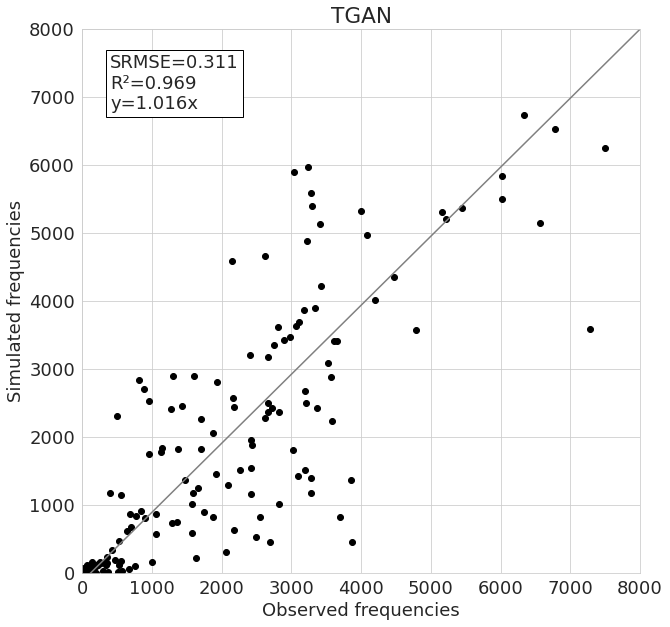 TGAN
SRMSE=0.311
R²=0.969
y=1.016x
8000
7000
6000
5000
4000
3000
2000
1000
0
Simulated frequencies
0 1000 2000 3000 4000 5000 6000 7000 8000
Observed frequencies